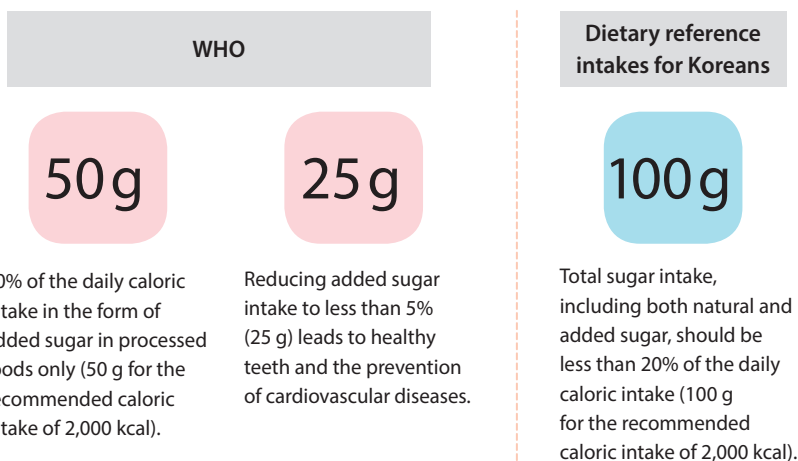 WHO
50 g
0% of the daily caloric
take in the form of
dded sugar in processed
ods only (50 g for the
ecommended caloric
take of 2,000 kcal).
25 g
Reducing added sugar
intake to less than 5%
(25 g) leads to healthy
teeth and the prevention
of cardiovascular diseases.
Dietary reference
intakes for Koreans
100 g
Total sugar intake,
including both natural and
added sugar, should be
less than 20% of the daily
caloric intake (100 g
for the recommended
caloric intake of 2,000 kcal).